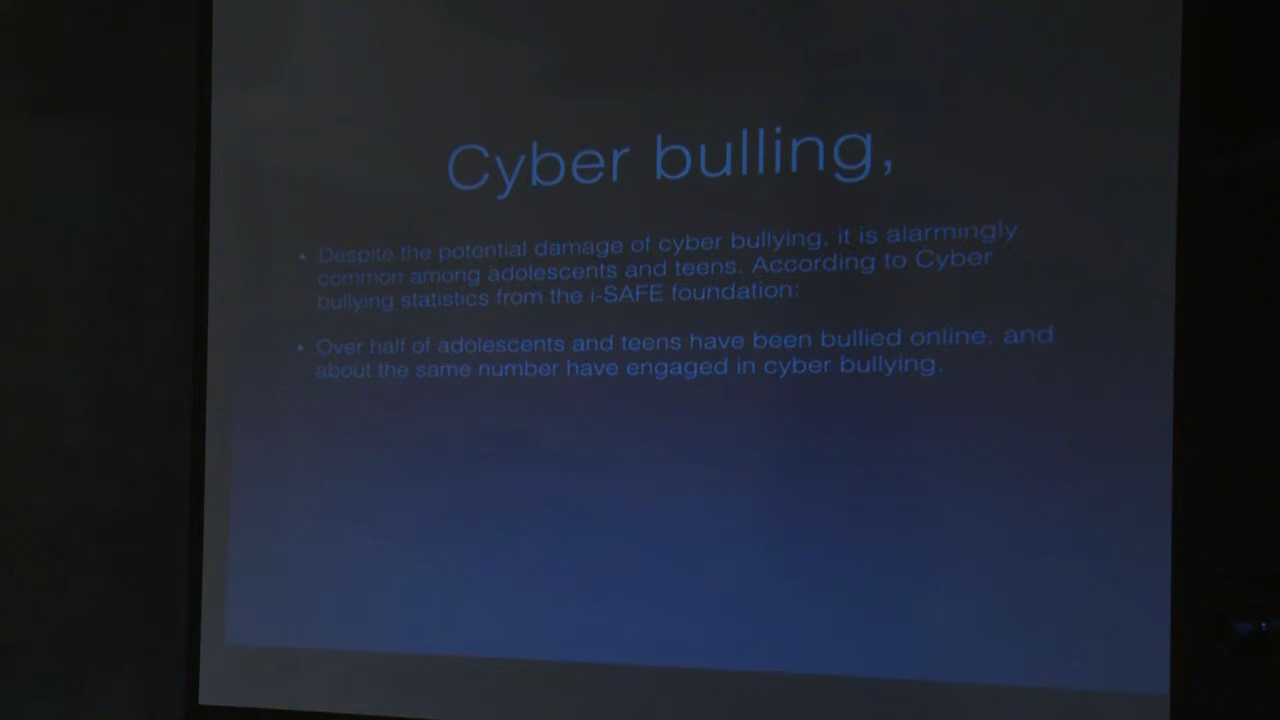 Cyber bulling,
• Despite the potential damage of cyber bullying, it is alarmingly
common among adolescents and teens. According to Cyber
bullying statistics from the i-SAFE foundation:
• Over half of adolescents and teens have been bullied online, and
about the same number have engaged in cyber bullying.